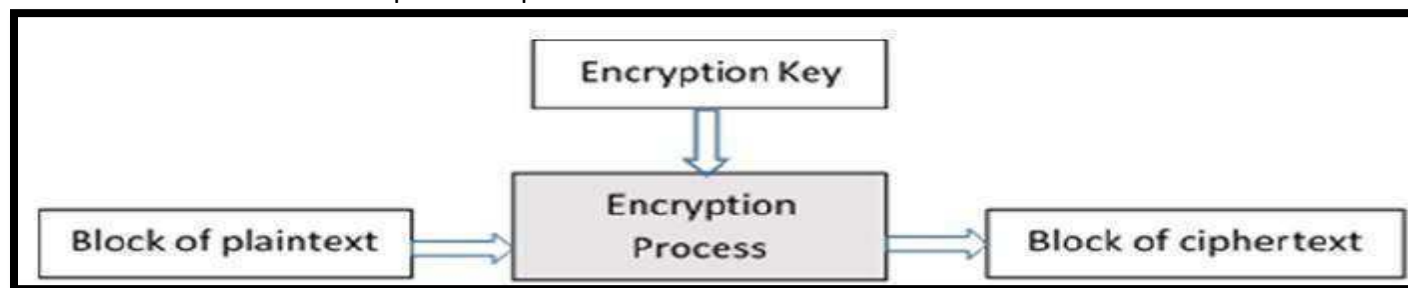 Encryption Key
Encryption
Process
Block of plaintext
Block of ciphertext